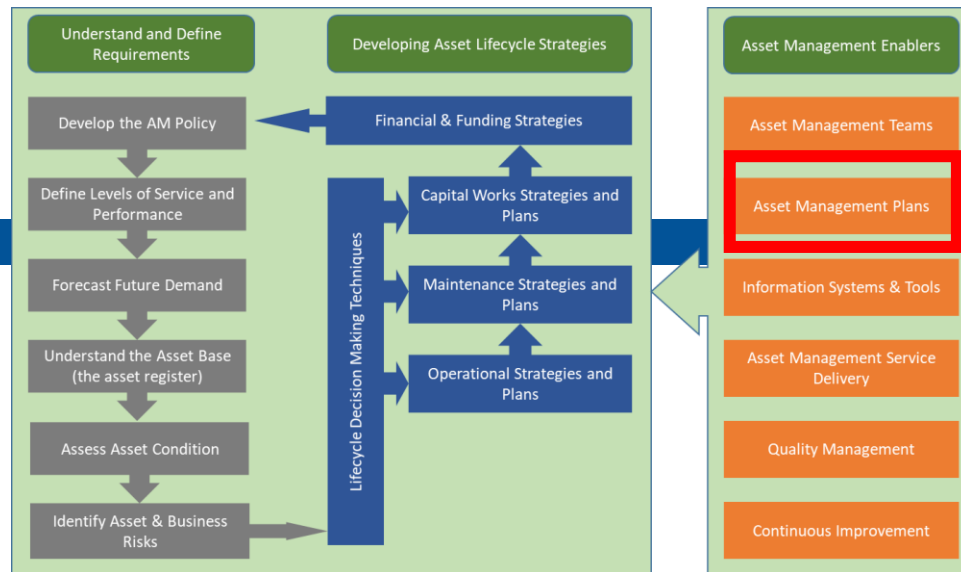 Understand and Define
Requirements
Developing Asset Lifecycle Strategies
Asset Management Enablers
Develop the AM Policy
Define Levels of Service and
Performance
Forecast Future Demand
Understand the Asset Base
(the asset register)
Assess Asset Condition
Identify Asset & Business
Risks
Lifecycle Decision Making Techniques
Financial & Funding Strategies
Capital Works Strategies and
Plans
Maintenance Strategies and
Plans
Operational Strategies and
Plans
Asset Management Teams
Asset Management Plans
Information Systems & Tools
Asset Management Service
Delivery
Quality Management
Continuous Improvement